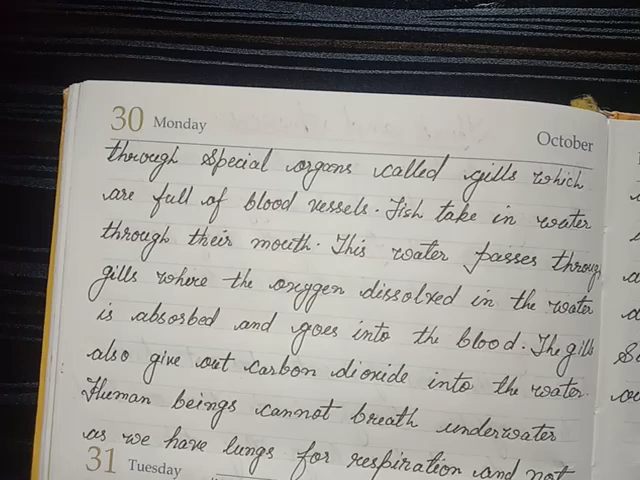 30 Monday
October
through special organs called gills which
are full of blood vessels. Fish take in water
through their mouth. This water passes throug
gills where the oxygen dissolved in the water
is absorbed and goes into the blood. The gills
also give out carbon dioxide into the water.
Human beings cannot breath underwater
as we have lungs for respiration and not
31 Tuesday